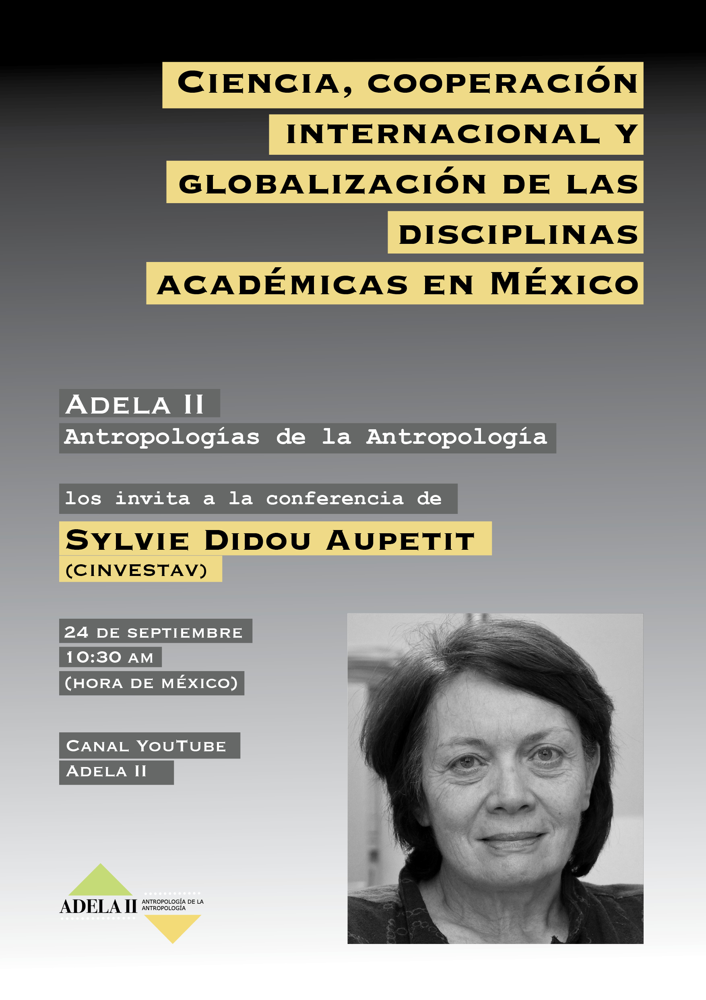 Ciencia, cooperación
internacional y
globalización de las
disciplinas
académicas en México
Adela II
Antropologías de la Antropología
los invita a la conferencia de
Sylvie Didou Aupetit
(CINVESTAV)
24 de septiembre
10:30 am
(hora de méxico)
Canal YouTube
Adela II
ADELA II
ANTROPOLOGÍA DE LA
ANTROPOLOGÍA